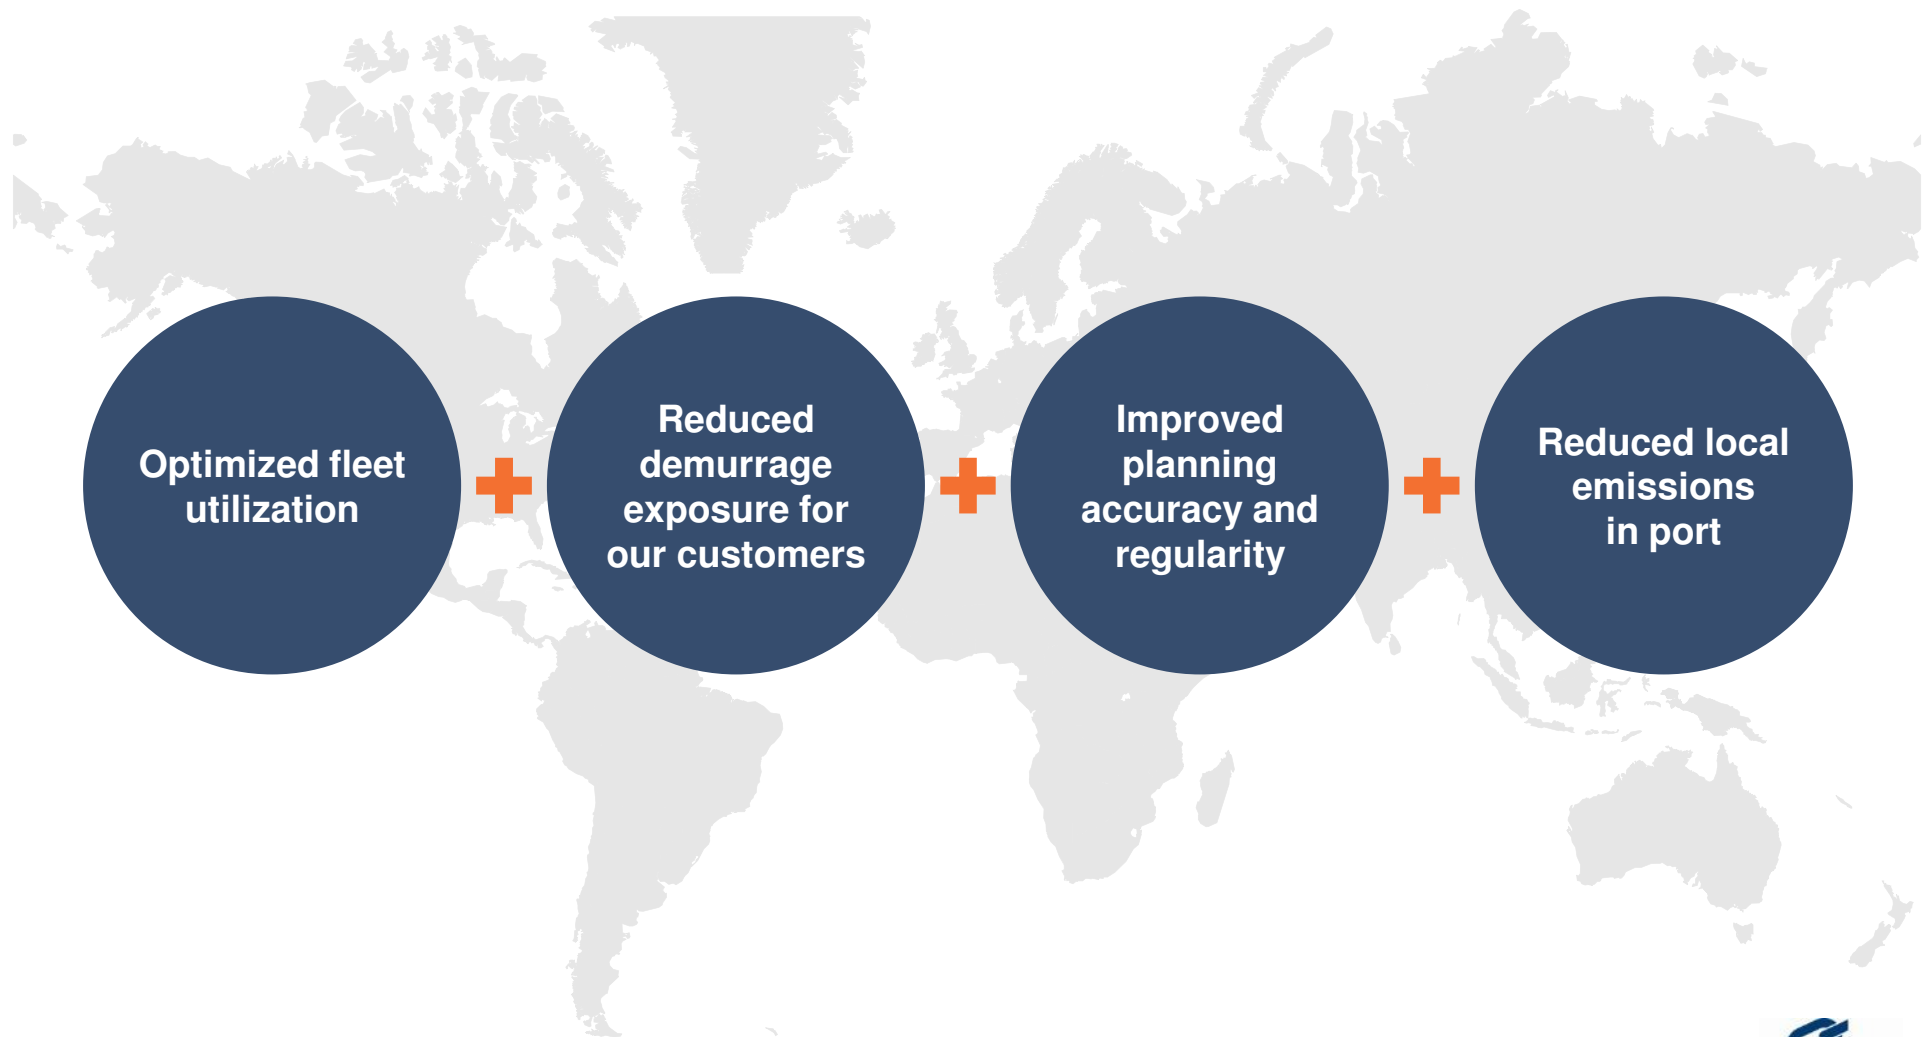 Optimized fleet
utilization
Reduced
demurrage
exposure for
our customers
Improved
planning
accuracy and
regularity
Reduced local
emissions
in port